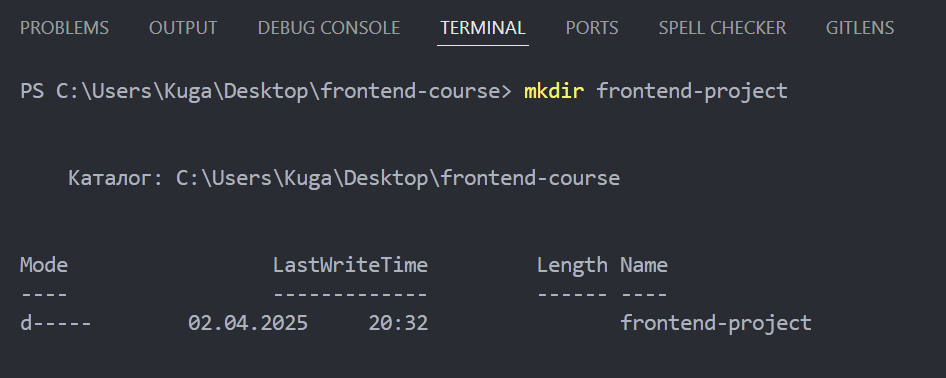 PROBLEMS OUTPUT DEBUG CONSOLE TERMINAL PORTS SPELL CHECKER GITLENS
PS C:\Users\Kuga\Desktop\frontend-course> mkdir frontend-project
Каталог: C:\Users\Kuga\Desktop\frontend-course
Mode LastWriteTime Length Name
---- ------------- ------ ----
d----- 02.04.2025 20:32 frontend-project